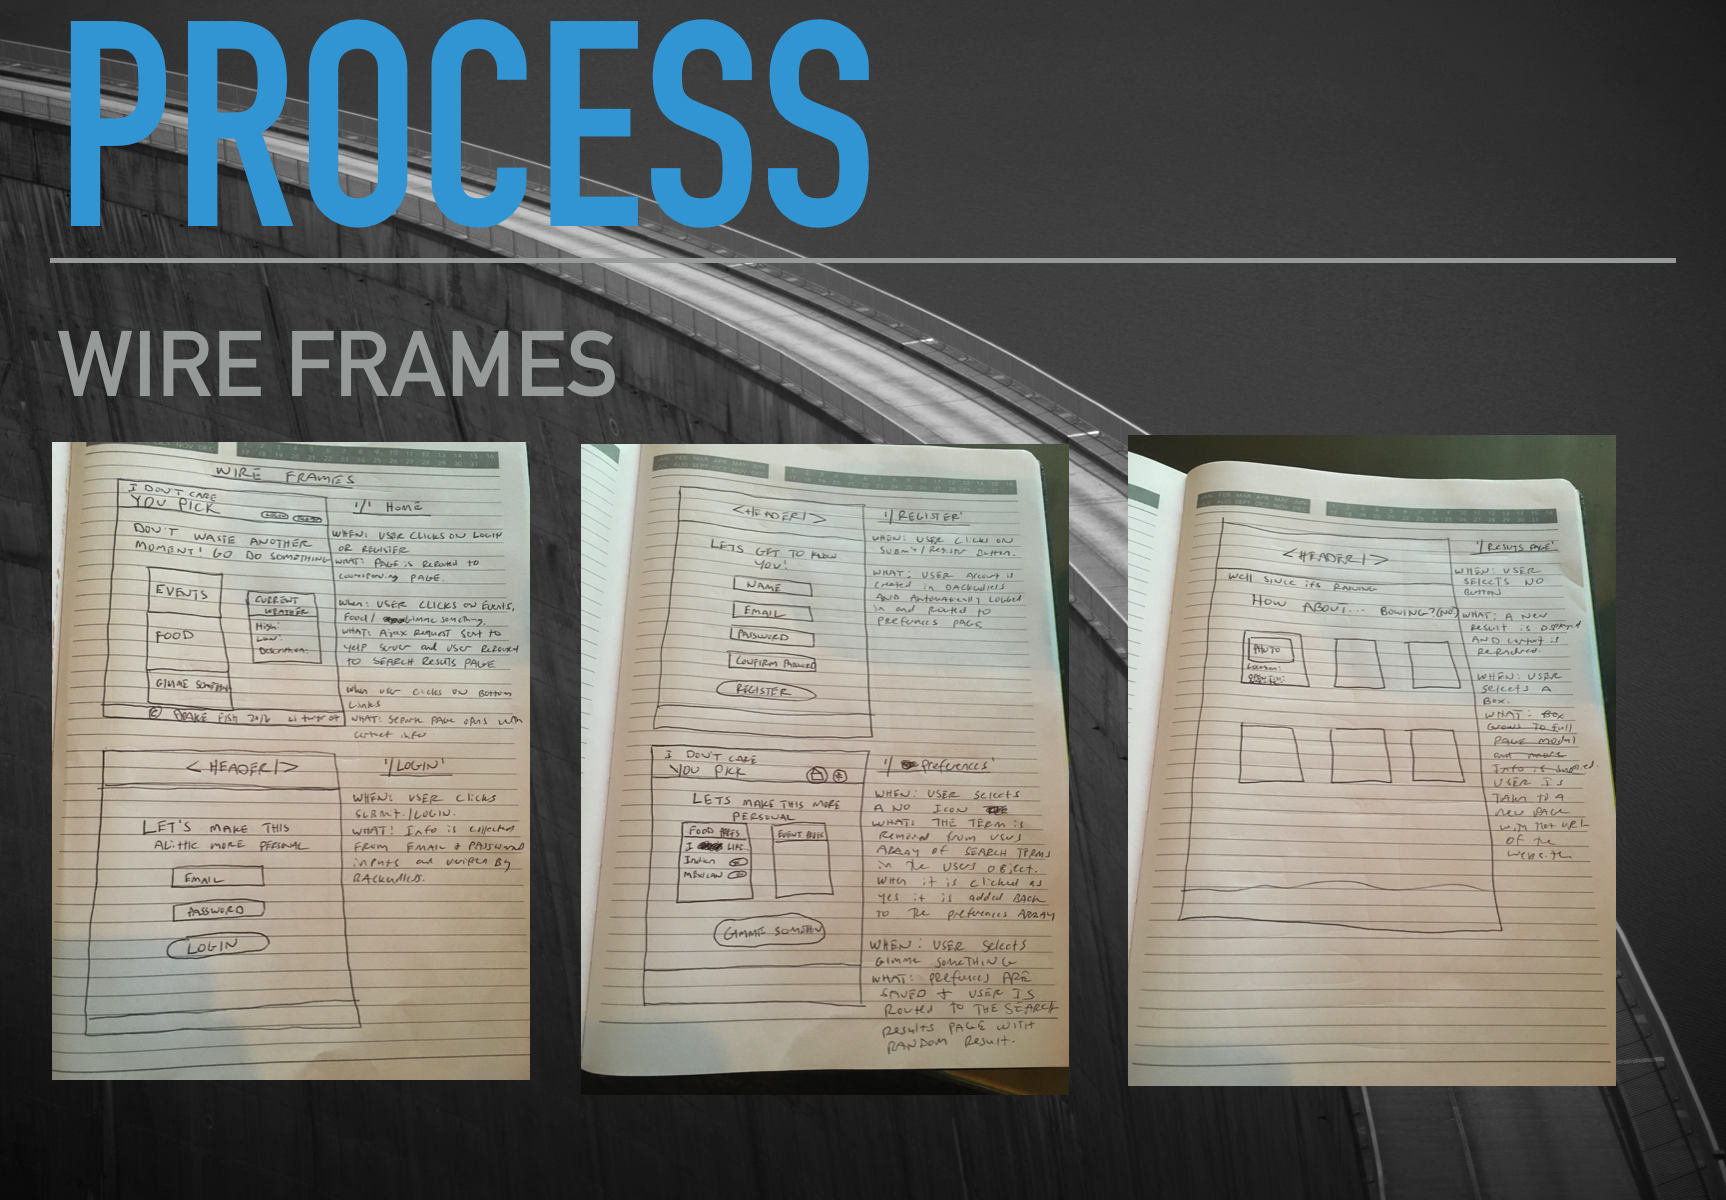 PROCESS
WIRE FRAMES
WIRE FRAMES
I DON'T CARE
YOU PICK
'/' HOME
DON'T WASTE ANOTHER
MOMENT! GO DO SOMETHING
EVENTS
FOOD
GIMME SOMETHIN
CURRENT
WEATHER
High:
Low:
Description:
© BRAKE FISH 2016
WHEN: USER CLICKS ON LOGIN
OR REGISTER
WHAT: PAGE IS REROUTED TO
PAGE.
When: USER CLICKS ON EVENTS,
FOOD/ Gimme something.
WHAT: AJAX REQUEST SENT TO
yelp server and user REROUTED
TO SEARCH RESULTS PAGE
When user clicks on Bottom
Links
WHAT: Separate page opens with
contact info
<HEADER/>
'/LOGIN'
LET'S MAKE THIS
A LITTLE MORE PERSONAL
EMAIL
PASSWORD
LOGIN
WHEN: USER Clicks
SUBMIT./LOGIN.
WHAT: Info is collected
FROM EMAIL & PASSWORD
inputs and verified By
BACKENDLESS.
<HEADER/>
'/REGISTER'
LETS GET TO KNOW
YOU!
NAME
EMAIL
PASSWORD
CONFIRM PASSWORD
REGISTER
WHEN: USER CLICKS ON
SUBMIT/REGISTER BUTTON.
WHAT: USER Account is
created in BACKENDLESS
AND Automatically Logged
in and Routed to
PREFERENCES PAGE
I DON'T CARE
YOU PICK
'/ preferences'
LETS MAKE THIS MORE
PERSONAL
FOOD PREFS
I LIKE
Indian
MEXICAN
EVENT PREFS
GIMME SOMETHIN
WHEN: USER SELECTS
A NO ICON
WHAT: THE TERM is
Removed from users
ARRAY OF SEARCH TERMS
in the users object.
When it is clicked as
yes it is added BACK
to the preferences ARRAY
WHEN: USER Selects
GIMME SOMETHING
WHAT: PREFERENCES ARE
SAVED & USER IS
Routed to THE SEARCH
Results PAGE WITH
RANDOM Result.
<HEADER/>
'/RESULTS PAGE'
Well SINCE its RAINING
HOW ABOUT... BOWING?(NO)
PHOTO
Location:
WHEN: USER
SELECTS NO
BUTTON
WHAT: A NEW
Result is DISPLAYED
AND content is
WHEN: USER
Selects A
Box.
WHAT: Box
Grows To full
PAGE modal
Info is
USER IS
TAKEN TO A
new PAGE
with the URL
of the
website